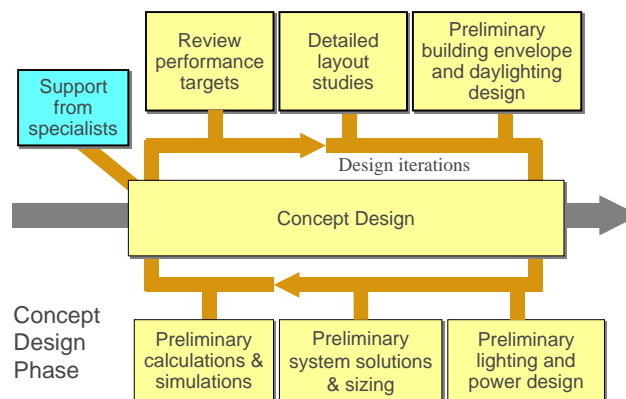 Review
performance
targets
Detailed
layout
studies
Preliminary
building envelope
and daylighting
design
Support
from
specialists
Design iterations
Concept Design
Concept
Design
Phase
Preliminary
calculations &
simulations
Preliminary
system solutions
& sizing
Preliminary
lighting and
power design